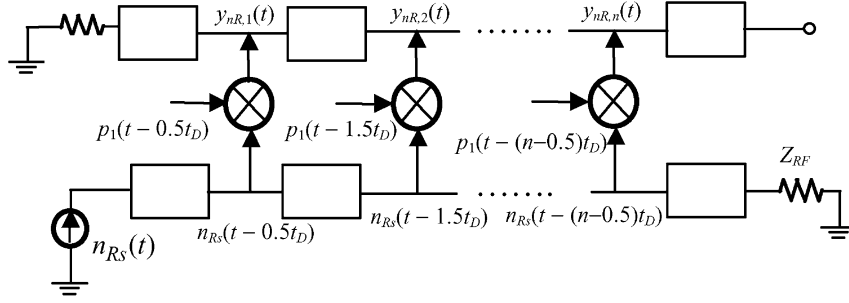 y_{nR,1}(t) y_{nR,2}(t) y_{nR,n}(t)
p_1(t − 0.5t_D) p_1(t − 1.5t_D) p_1(t − (n−0.5)t_D)
Z_{RF}
n_{Rs}(t) n_{Rs}(t − 0.5t_D) n_{Rs}(t − 1.5t_D) n_{Rs}(t − (n−0.5)t_D)